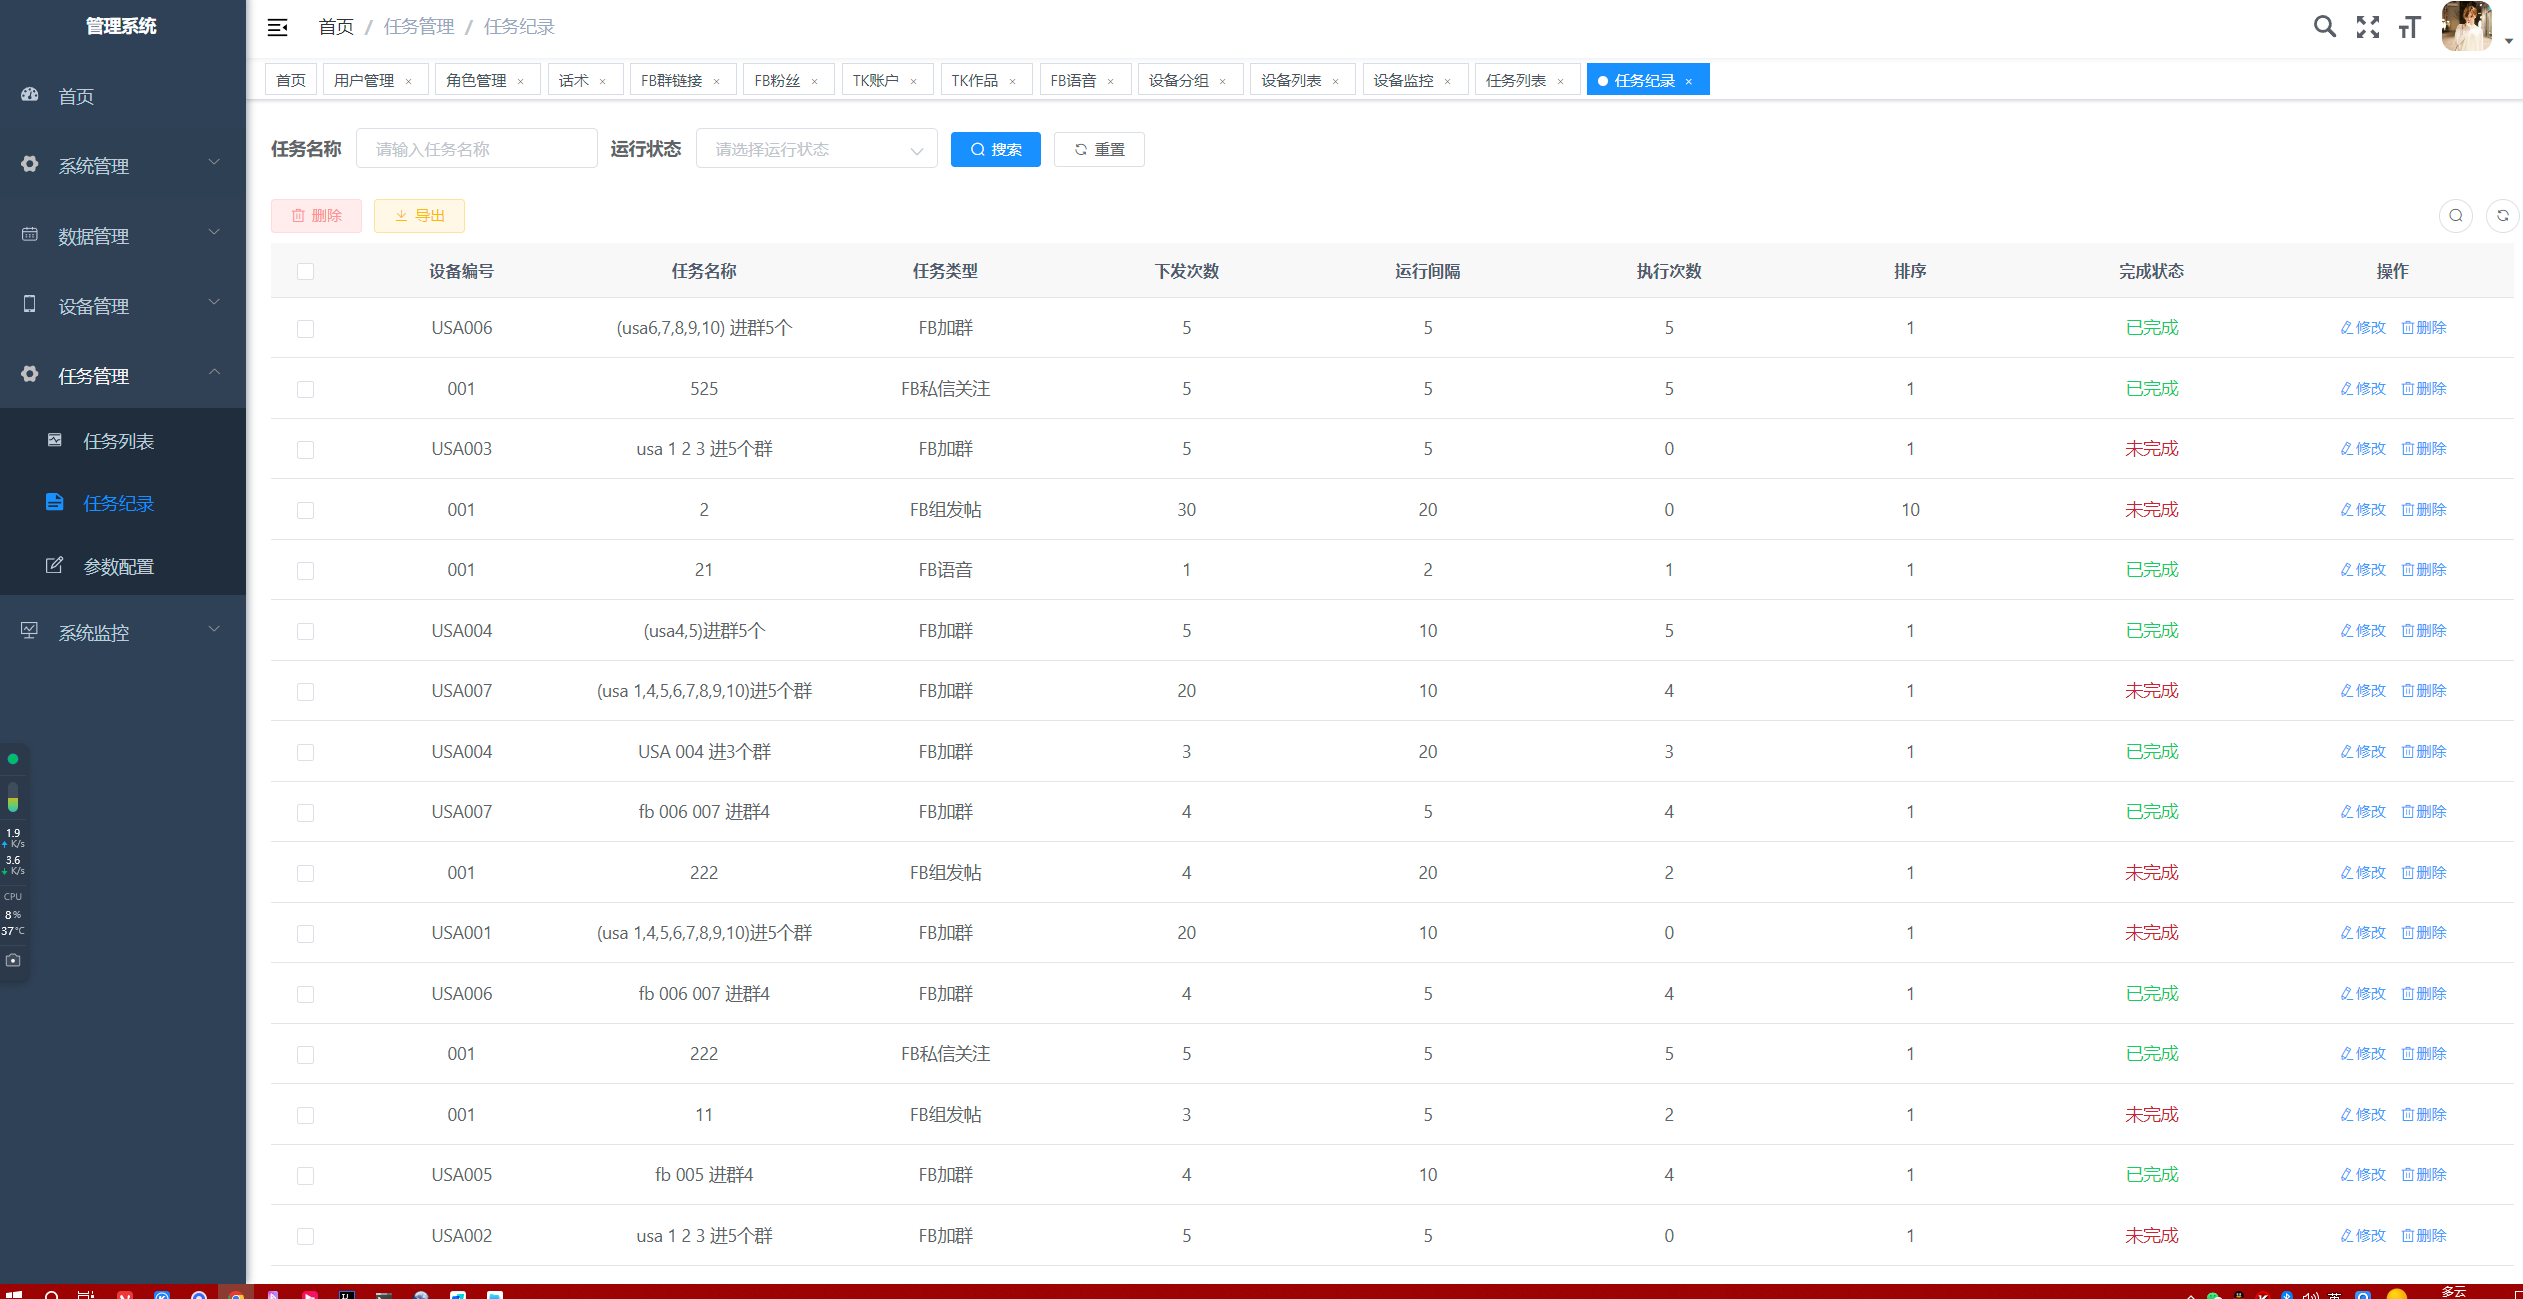 管理系统
首页 / 任务管理 / 任务纪录
首页 用户管理 × 角色管理 × 话术 × FB群链接 × FB粉丝 × TK账户 × TK作品 × FB语音 × 设备分组 × 设备列表 × 设备监控 × 任务列表 × 任务纪录 ×
首页
系统管理
数据管理
设备管理
任务管理
任务列表
任务纪录
参数配置
系统监控
1.9
K/s
3.6
K/s
CPU
8%
37°C
任务名称 请输入任务名称 运行状态 请选择运行状态 搜索 重置
删除 导出
设备编号 任务名称 任务类型 下发次数 运行间隔 执行次数 排序 完成状态 操作
USA006 (usa6,7,8,9,10) 进群5个 FB加群 5 5 5 1 已完成 修改 删除
001 525 FB私信关注 5 5 5 1 已完成 修改 删除
USA003 usa 1 2 3 进5个群 FB加群 5 5 0 1 未完成 修改 删除
001 2 FB组发帖 30 20 0 10 未完成 修改 删除
001 21 FB语音 1 2 1 1 已完成 修改 删除
USA004 (usa4,5)进群5个 FB加群 5 10 5 1 已完成 修改 删除
USA007 (usa 1,4,5,6,7,8,9,10)进5个群 FB加群 20 10 4 1 未完成 修改 删除
USA004 USA 004 进3个群 FB加群 3 20 3 1 已完成 修改 删除
USA007 fb 006 007 进群4 FB加群 4 5 4 1 已完成 修改 删除
001 222 FB组发帖 4 20 2 1 未完成 修改 删除
USA001 (usa 1,4,5,6,7,8,9,10)进5个群 FB加群 20 10 0 1 未完成 修改 删除
USA006 fb 006 007 进群4 FB加群 4 5 4 1 已完成 修改 删除
001 222 FB私信关注 5 5 5 1 已完成 修改 删除
001 11 FB组发帖 3 5 2 1 未完成 修改 删除
USA005 fb 005 进群4 FB加群 4 10 4 1 已完成 修改 删除
USA002 usa 1 2 3 进5个群 FB加群 5 5 0 1 未完成 修改 删除
英 多云